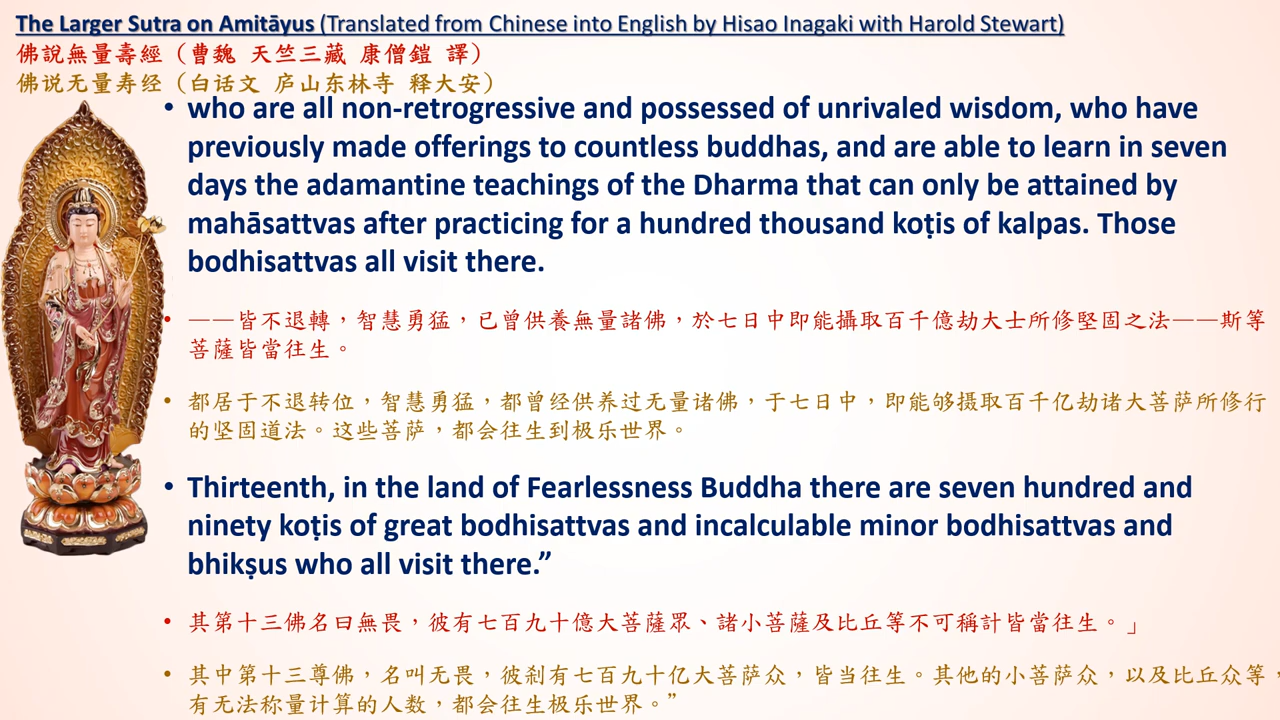 The Larger Sutra on Amitāyus (Translated from Chinese into English by Hisao Inagaki with Harold Stewart)
佛說無量壽經（曹魏 天竺三藏 康僧鎧 譯）
佛说无量寿经（白话文 庐山东林寺 释大安）
• who are all non-retrogressive and possessed of unrivaled wisdom, who have
previously made offerings to countless buddhas, and are able to learn in seven
days the adamantine teachings of the Dharma that can only be attained by
mahāsattvas after practicing for a hundred thousand koṭis of kalpas. Those
bodhisattvas all visit there.
• ——皆不退轉，智慧勇猛，已曾供養無量諸佛，於七日中即能攝取百千億劫大士所修堅固之法——斯等
菩薩皆當往生。
• 都居于不退转位，智慧勇猛，都曾经供养过无量诸佛，于七日中，即能够摄取百千亿劫诸大菩萨所修行
的坚固道法。这些菩萨，都会往生到极乐世界。
• Thirteenth, in the land of Fearlessness Buddha there are seven hundred and
ninety koṭis of great bodhisattvas and incalculable minor bodhisattvas and
bhikṣus who all visit there.”
• 其第十三佛名曰無畏，彼有七百九十億大菩薩眾、諸小菩薩及比丘等不可稱計皆當往生。」
• 其中第十三尊佛，名叫无畏，彼刹有七百九十亿大菩萨众，皆当往生。其他的小菩萨众，以及比丘众等，
有无法称量计算的人数，都会往生极乐世界。”